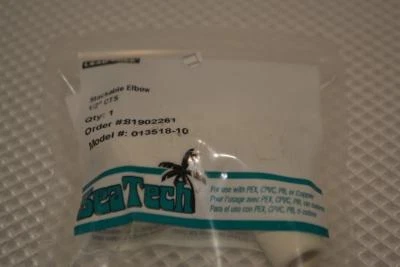 Stackable Elbow
1/2" CTS
Qty: 1
Order #:81902261
Model #: 013518-10
SeaTech
For use with PEX, CPVC, PB, or Copper
Pour l'usage avec PEX, CPVC, PB,
Para el uso con PEX, CPVC, PB, o cobre